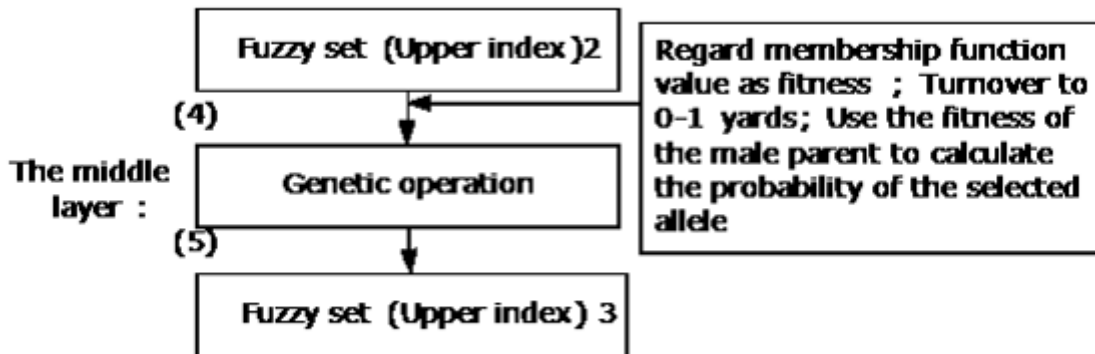 Fuzzy set (Upper index)2
(4)
Regard membership function
value as fitness ; Turnover to
0-1 yards; Use the fitness of
the male parent to calculate
the probability of the selected
allele
The middle
layer :
Genetic operation
(5)
Fuzzy set (Upper index) 3